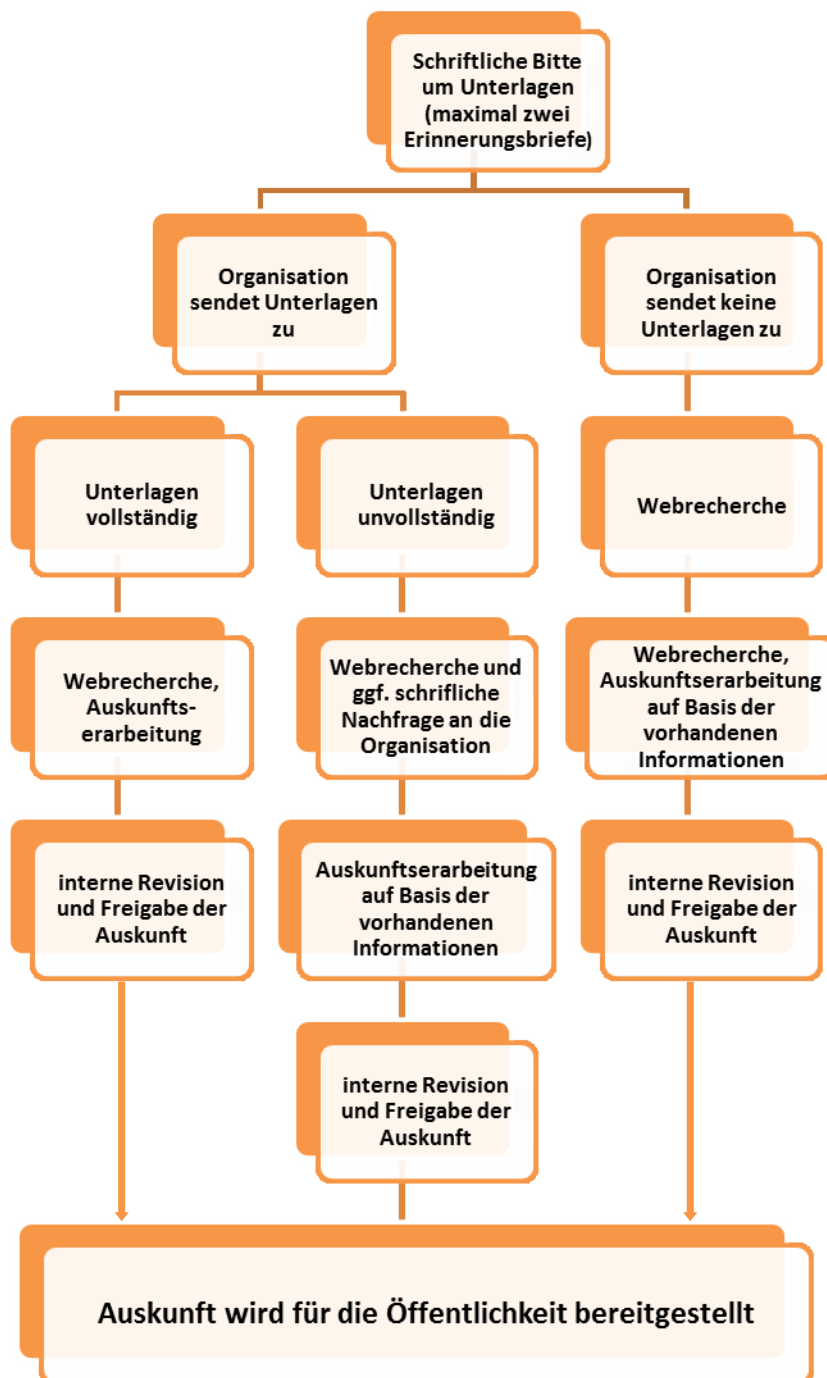 Schriftliche Bitte
um Unterlagen
(maximal zwei
Erinnerungsbriefe)
Organisation
sendet Unterlagen
zu
Organisation
sendet keine
Unterlagen zu
Unterlagen
vollständig
Unterlagen
unvollständig
Webrecherche
Webrecherche,
Auskunfts-
erarbeitung
Webrecherche und
ggf. schrifliche
Nachfrage an die
Organisation
Webrecherche,
Auskunftserarbeitung
auf Basis der
vorhandenen
Informationen
interne Revision
und Freigabe der
Auskunft
Auskunftserarbeitung
auf Basis der
vorhandenen
Informationen
interne Revision
und Freigabe der
Auskunft
interne Revision
und Freigabe der
Auskunft
Auskunft wird für die Öffentlichkeit bereitgestellt